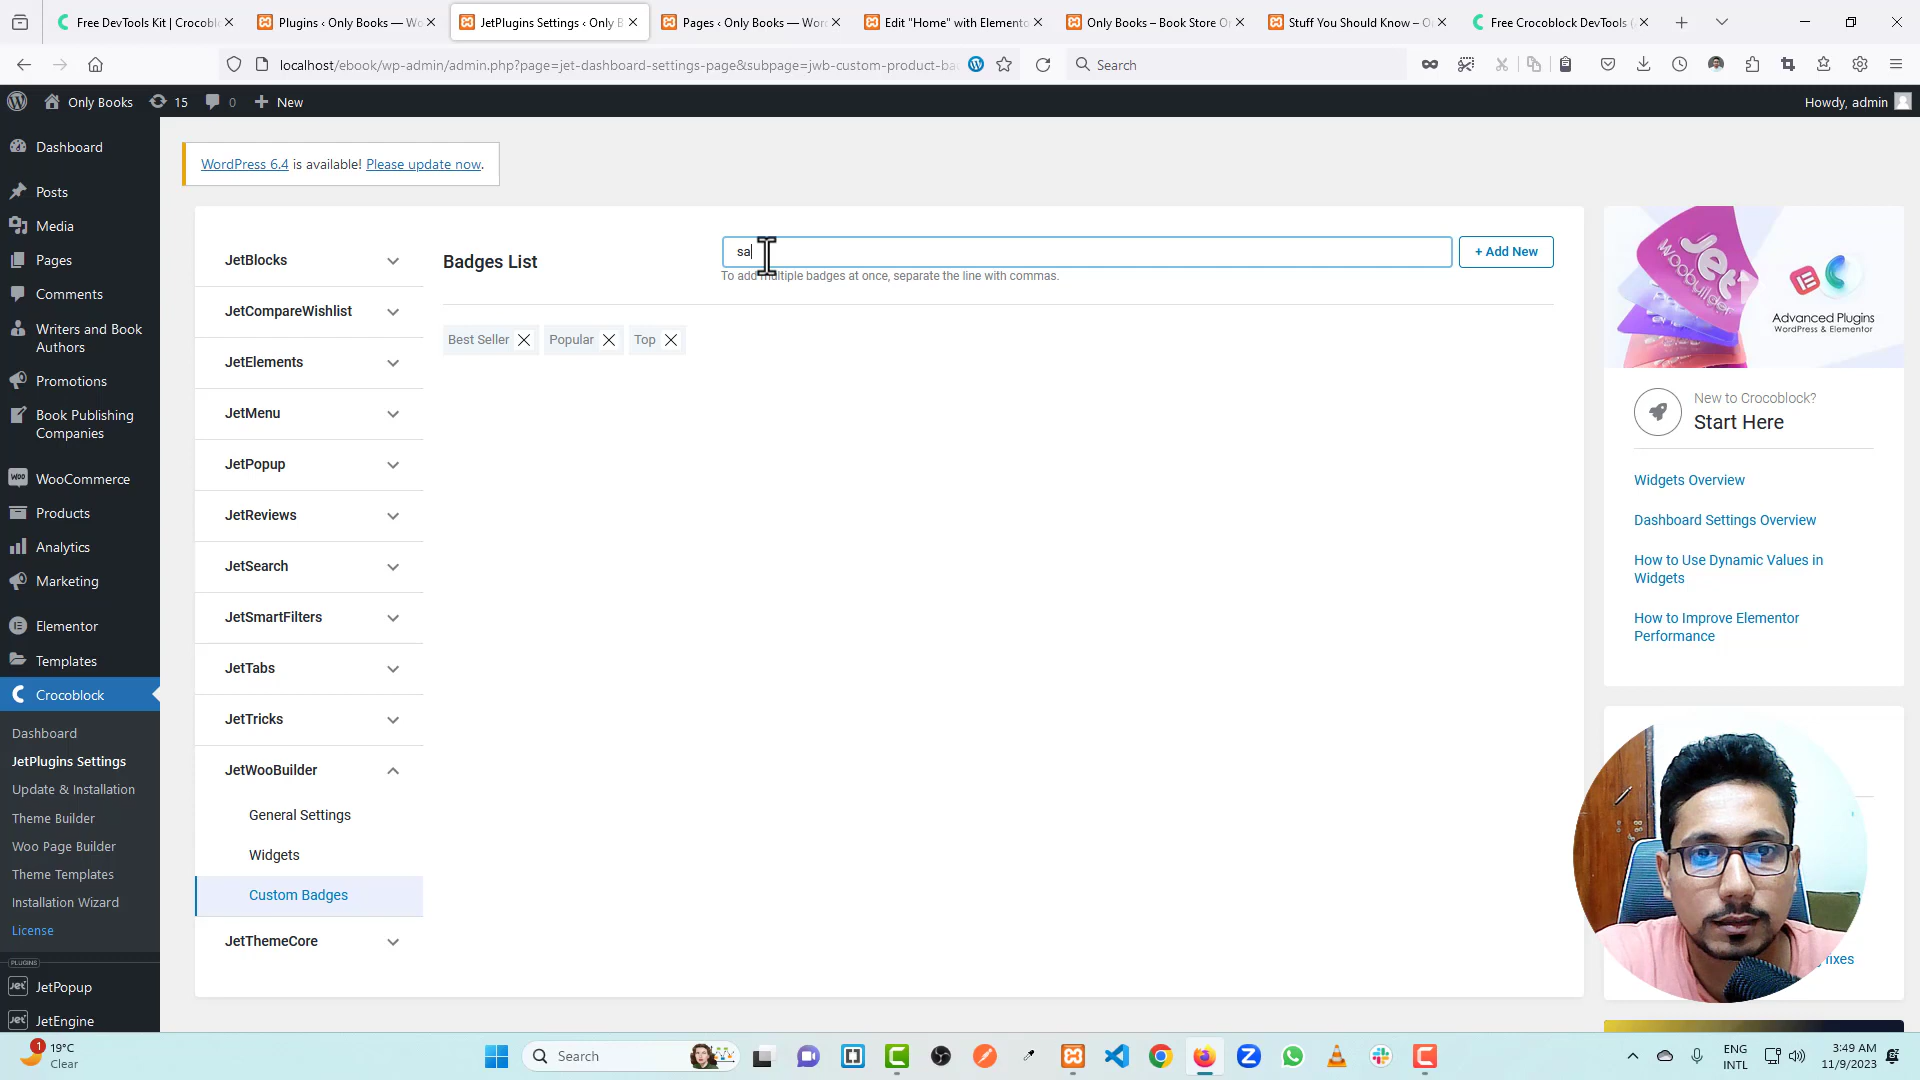 Free DevTools Kit | Crocobl
Plugins ‹ Only Books — Wo
JetPlugins Settings ‹ Only B
Pages ‹ Only Books — Wor
Edit "Home" with Elemento
Only Books – Book Store Or
Stuff You Should Know – O
Free Crocoblock DevTools (
localhost/ebook/wp-admin/admin.php?page=jet-dashboard-settings-page&subpage=jwb-custom-product-ba
Search
Only Books
15
0
New
Howdy, admin
Dashboard
Posts
Media
Pages
Comments
Writers and Book
Authors
Promotions
Book Publishing
Companies
WooCommerce
Products
Analytics
Marketing
Elementor
Templates
Crocoblock
Dashboard
JetPlugins Settings
Update & Installation
Theme Builder
Woo Page Builder
Theme Templates
Installation Wizard
License
PLUGINS
JetPopup
JetEngine
WordPress 6.4 is available! Please update now.
JetBlocks
JetCompareWishlist
JetElements
JetMenu
JetPopup
JetReviews
JetSearch
JetSmartFilters
JetTabs
JetTricks
JetWooBuilder
General Settings
Widgets
Custom Badges
JetThemeCore
Badges List
sa
+ Add New
To add multiple badges at once, separate the line with commas.
Best Seller
Popular
Top
Jet
Woobuilder
Advanced Plugins
WORDPRESS & ELEMENTOR
New to Crocoblock?
Start Here
Widgets Overview
Dashboard Settings Overview
How to Use Dynamic Values in
Widgets
How to Improve Elementor
Performance
fixes
1
19°C
Clear
Search
ENG
INTL
3:49 AM
11/9/2023